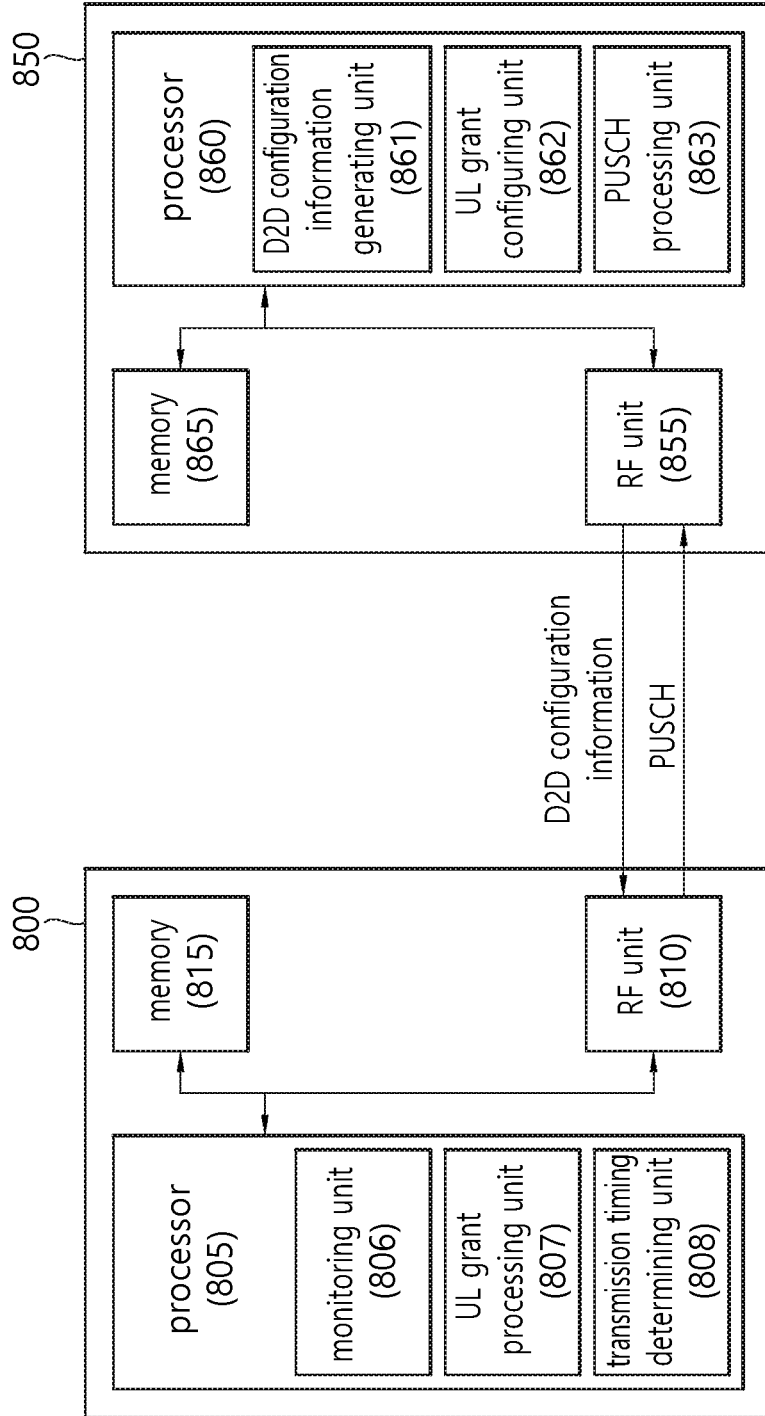 800
processor
(805)
monitoring unit
(806)
UL grant
processing unit
(807)
transmission timing
determining unit
(808)
memory
(815)
RF unit
(810)
D2D configuration
information
PUSCH
850
memory
(865)
RF unit
(855)
processor
(860)
D2D configuration
information
generating unit
(861)
UL grant
configuring unit
(862)
PUSCH
processing unit
(863)